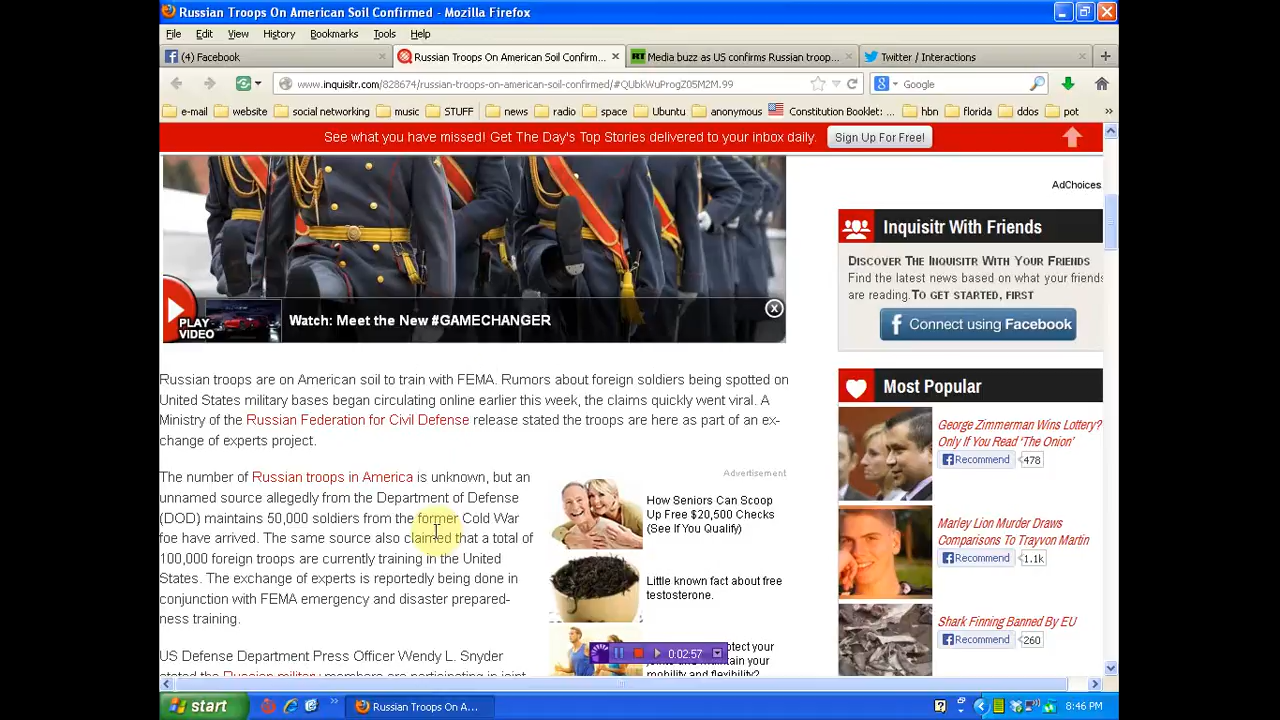 Russian Troops On American Soil Confirmed - Mozilla Firefox
File Edit View History Bookmarks Tools Help
Facebook
Russian Troops On American Soil Confirm...
RT Media buzz as US confirms Russian troop...
Twitter / Interactions
www.inquisitr.com/828674/russian-troops-on-american-soil-confirmed/#QUbkWuProgZ05M2M.99
Google
e-mail website social networking music STUFF news radio space Ubuntu anonymous Constitution Booklet:... hbn florida ddos pot
See what you have missed! Get The Day's Top Stories delivered to your inbox daily. Sign Up For Free!
AdChoices
PLAY
VIDEO
Watch: Meet the New #GAMECHANGER
Russian troops are on American soil to train with FEMA. Rumors about foreign soldiers being spotted on
United States military bases began circulating online earlier this week, the claims quickly went viral. A
Ministry of the Russian Federation for Civil Defense release stated the troops are here as part of an ex-
change of experts project.
The number of Russian troops in America is unknown, but an
unnamed source allegedly from the Department of Defense
(DOD) maintains 50,000 soldiers from the former Cold War
foe have arrived. The same source also claimed that a total of
100,000 foreign troops are currently training in the United
States. The exchange of experts is reportedly being done in
conjunction with FEMA emergency and disaster prepared-
ness training.
US Defense Department Press Officer Wendy L. Snyder
Advertisement
How Seniors Can Scoop
Up Free $20,500 Checks
(See If You Qualify)
Little known fact about free
testosterone.
mobility and flexibility?
0:02:57
Inquisitr With Friends
Discover The Inquisitr With Your Friends
Find the latest news based on what your friends
are reading. To get started, first
Connect using Facebook
Most Popular
George Zimmerman Wins Lottery?
Only If You Read 'The Onion'
Recommend 478
Marley Lion Murder Draws
Comparisons To Trayvon Martin
Recommend 1.1k
Shark Finning Banned By EU
Recommend 260
start
Russian Troops On A...
8:46 PM